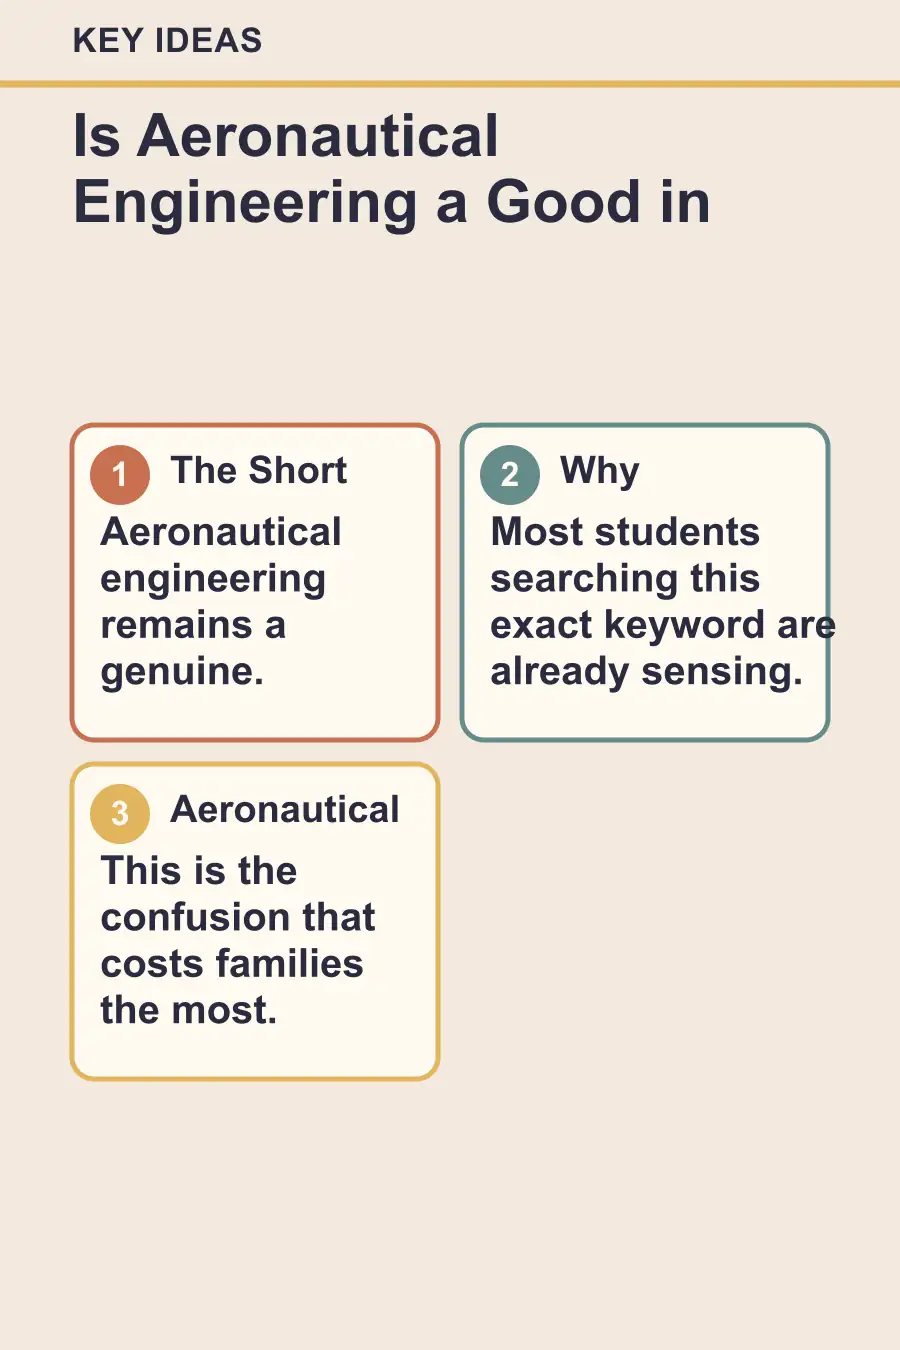 KEY IDEAS
Is Aeronautical
Engineering a Good in
1 The Short
Aeronautical
engineering
remains a
genuine.
2 Why
Most students
searching this
exact keyword are
already sensing.
3 Aeronautical
This is the
confusion that
costs families
the most.